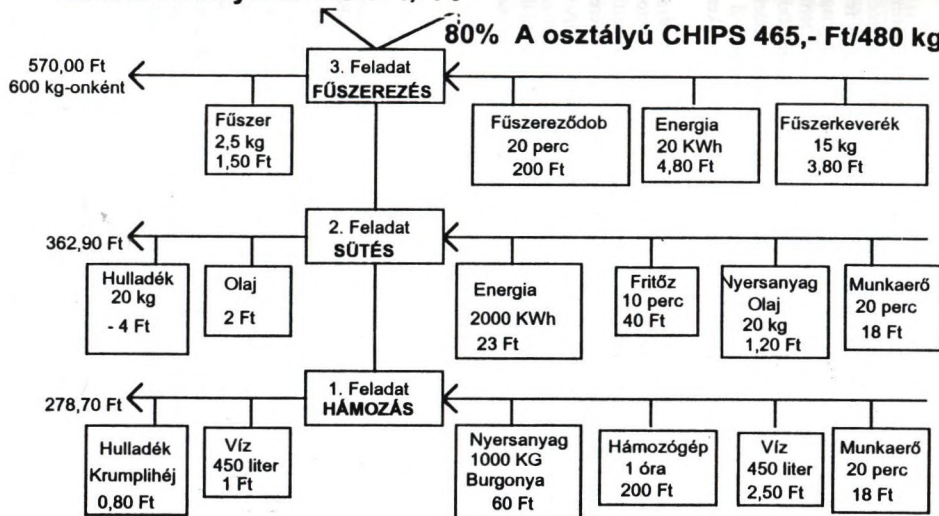 80% A osztályú CHIPS 465,- Ft/480 kg
570,00 Ft
600 kg-onként
3. Feladat
FŰSZEREZÉS
Fűszer
2,5 kg
1,50 Ft
Fűszereződob
20 perc
200 Ft
Energia
20 KWh
4,80 Ft
Fűszerkeverék
15 kg
3,80 Ft
362,90 Ft
2. Feladat
SÜTÉS
Hulladék
20 kg
- 4 Ft
Olaj
2 Ft
Energia
2000 KWh
23 Ft
Fritőz
10 perc
40 Ft
Nyersanyag
Olaj
20 kg
1,20 Ft
Munkaerő
20 perc
18 Ft
278,70 Ft
1. Feladat
HÁMOZÁS
Hulladék
Krumplihéj
0,80 Ft
Víz
450 liter
1 Ft
Nyersanyag
1000 KG
Burgonya
60 Ft
Hámozógép
1 óra
200 Ft
Víz
450 liter
2,50 Ft
Munkaerő
20 perc
18 Ft